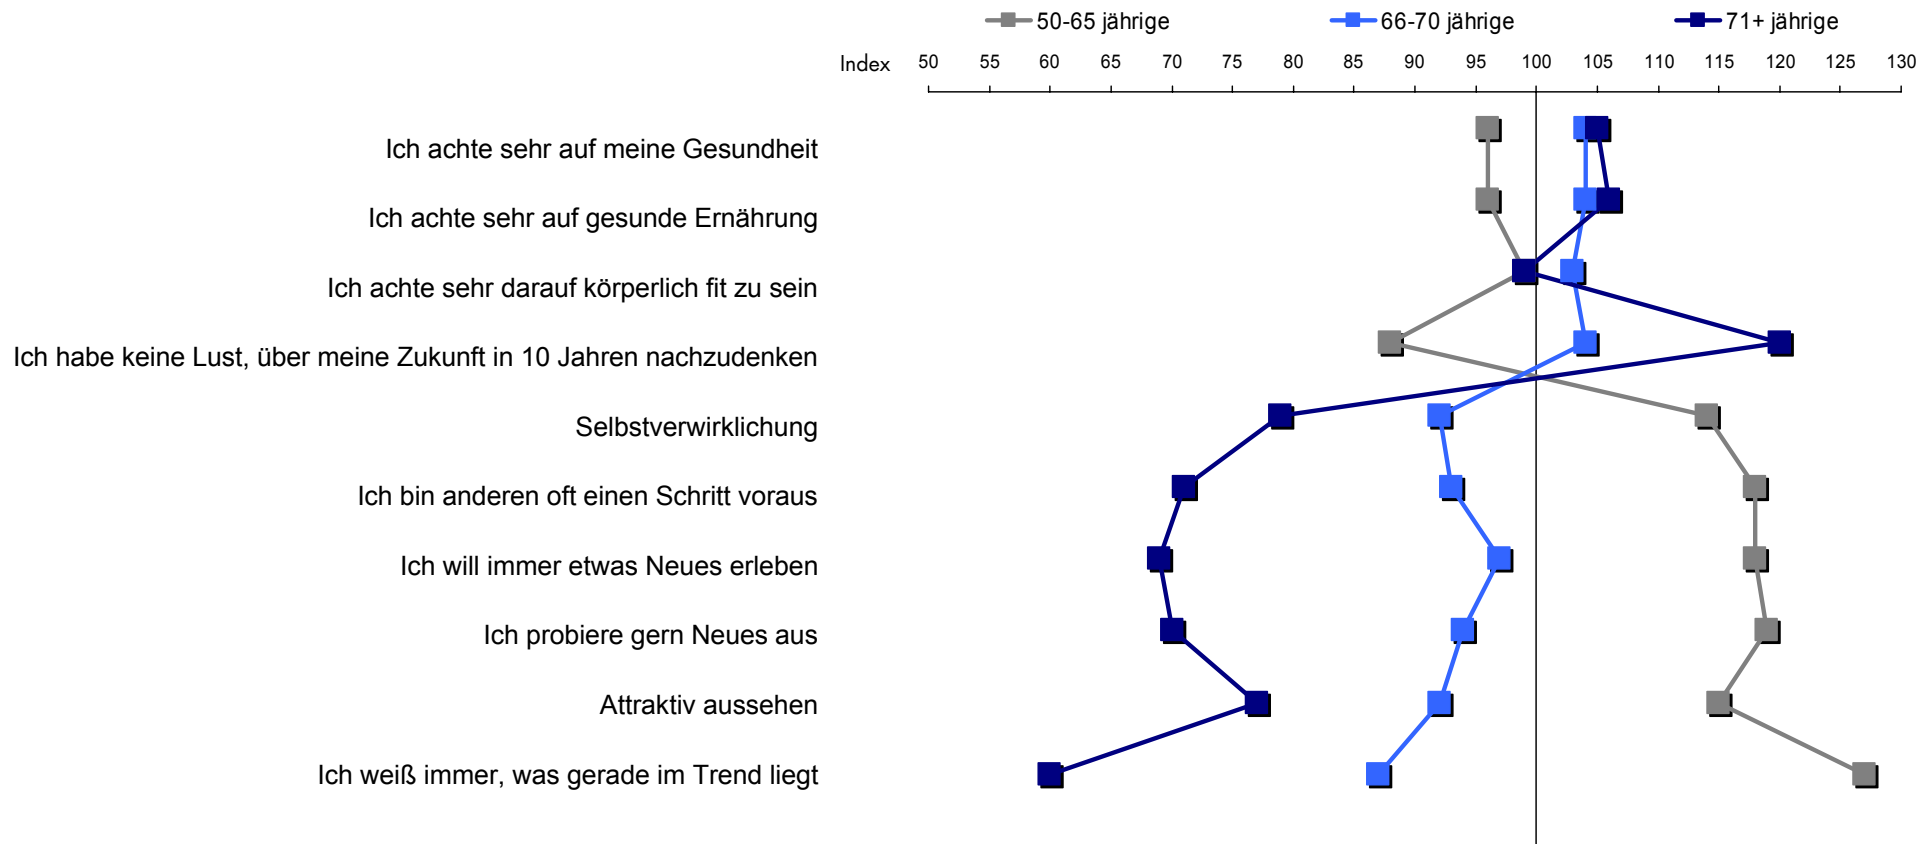 50-65 jährige 66-70 jährige 71+ jährige
Index 50 55 60 65 70 75 80 85 90 95 100 105 110 115 120 125 130
Ich achte sehr auf meine Gesundheit
Ich achte sehr auf gesunde Ernährung
Ich achte sehr darauf körperlich fit zu sein
Ich habe keine Lust, über meine Zukunft in 10 Jahren nachzudenken
Selbstverwirklichung
Ich bin anderen oft einen Schritt voraus
Ich will immer etwas Neues erleben
Ich probiere gern Neues aus
Attraktiv aussehen
Ich weiß immer, was gerade im Trend liegt